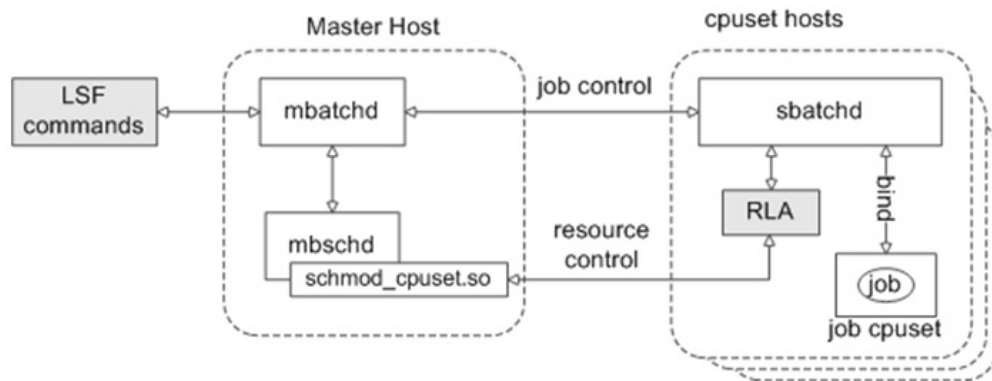 Master Host
cpuset hosts
LSF
commands
mbatchd
job control
sbatchd
bind
RLA
mbschd
schmod_cpuset.so
resource
control
job
job cpuset